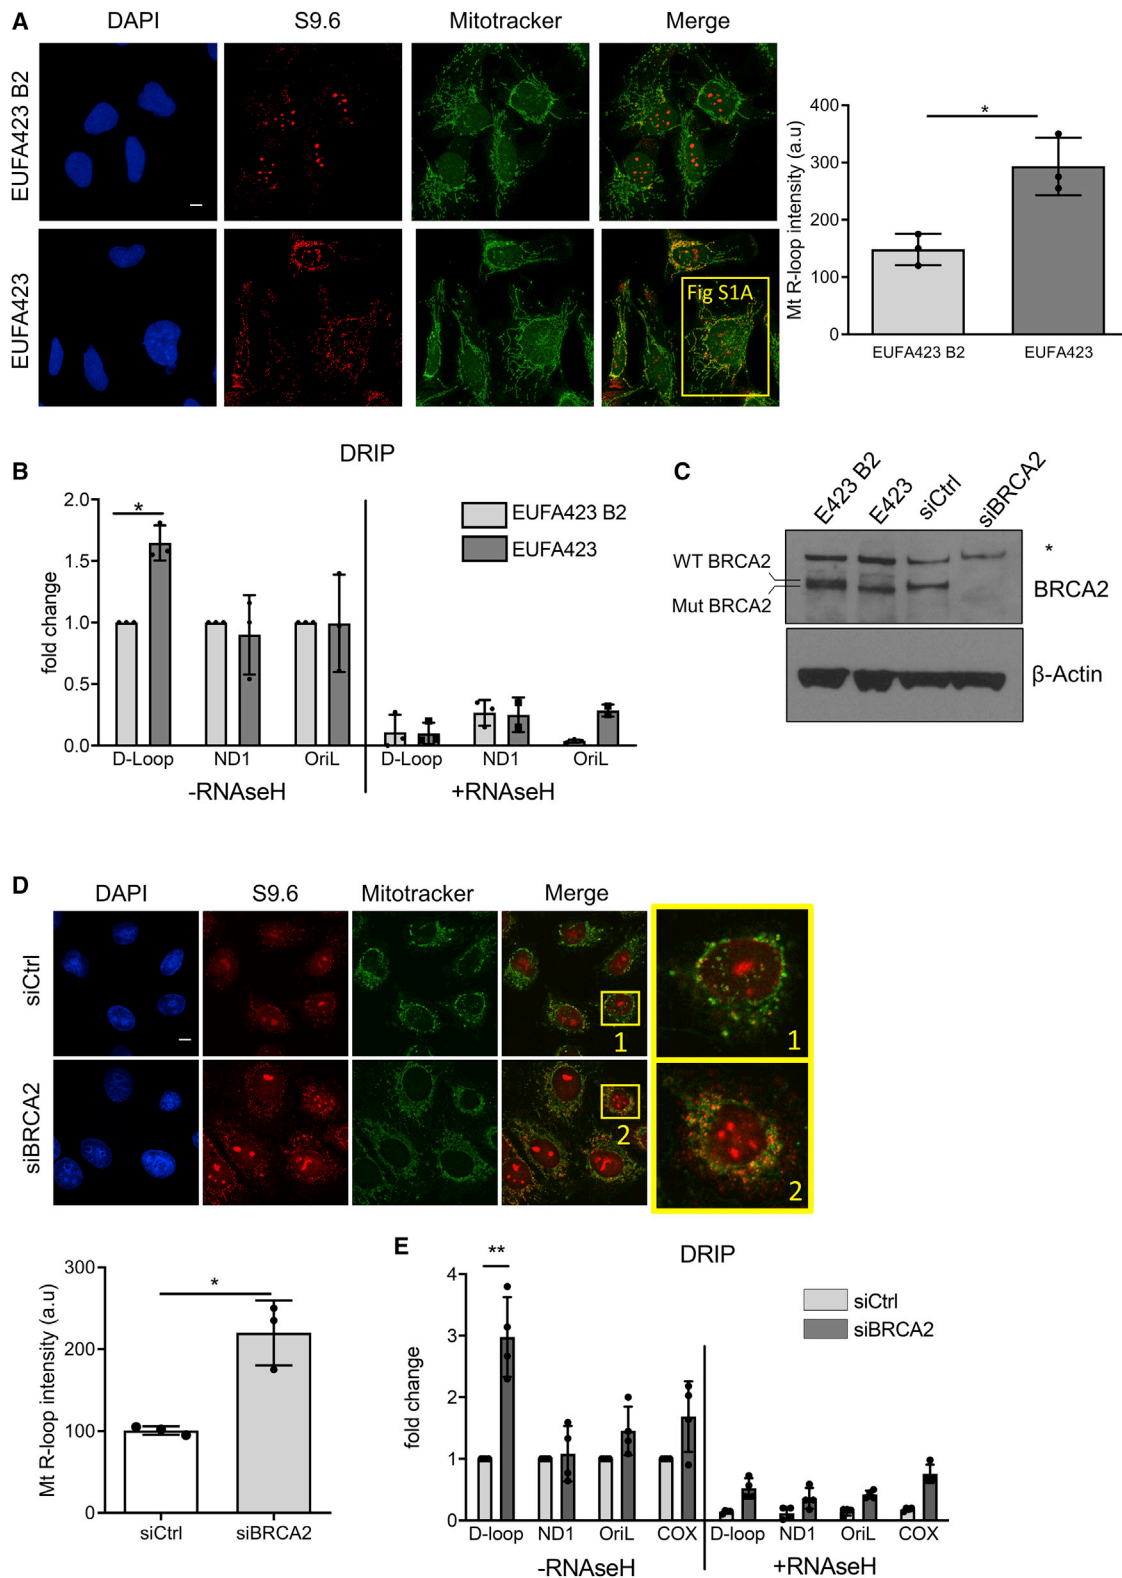 A
DAPI
S9.6
Mitotracker
Merge
EUFA423 B2
EUFA423
Fig S1A
Mt R-loop intensity (a.u)
400
300
200
100
0
*
EUFA423 B2
EUFA423
B
DRIP
fold change
2.0
1.5
1.0
0.5
0.0
*
EUFA423 B2
EUFA423
D-Loop
ND1
OriL
D-Loop
ND1
OriL
-RNAseH
+RNAseH
C
E423 B2
E423
siCtrl
siBRCA2
WT BRCA2
Mut BRCA2
*
BRCA2
β-Actin
D
DAPI
S9.6
Mitotracker
Merge
siCtrl
siBRCA2
1
2
1
2
Mt R-loop intensity (a.u)
300
200
100
0
*
siCtrl
siBRCA2
E
DRIP
fold change
4
3
2
1
0
**
siCtrl
siBRCA2
D-loop
ND1
OriL
COX
D-loop
ND1
OriL
COX
-RNAseH
+RNAseH